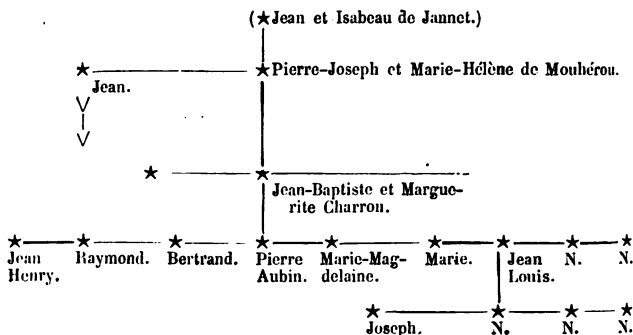 (★ Jean et Isabeau de Jannet.)
Pierre-Joseph et Marie-Hélène de Mouhérou.
Jean.
Jean-Baptiste et Margue-
rite Charron.
Jean Henry. Raymond. Bertrand. Pierre Aubin. Marie-Mag-delaine. Marie. Jean Louis. N. N.
Joseph. N. N. N.